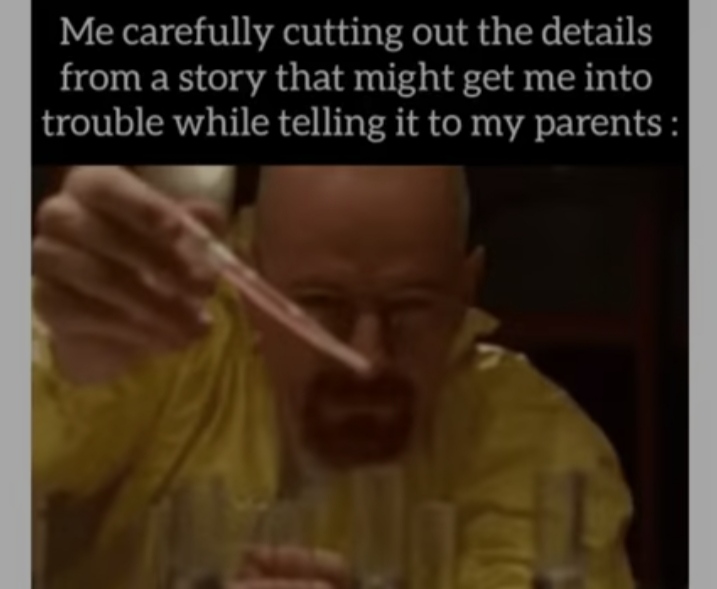 Me carefully cutting out the details
from a story that might get me into
trouble while telling it to my parents :